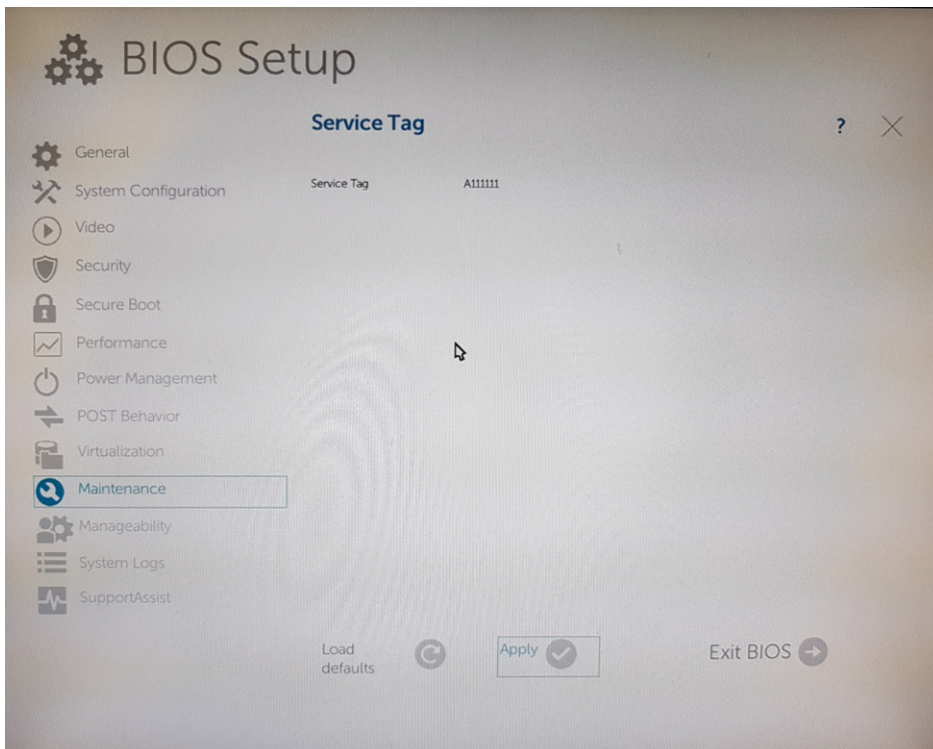 BIOS Setup
Service Tag
?
General
System Configuration
Video
Security
Secure Boot
Performance
Power Management
POST Behavior
Virtualization
Maintenance
Manageability
System Logs
SupportAssist
Service Tag A111111
Load
defaults
Apply
Exit BIOS